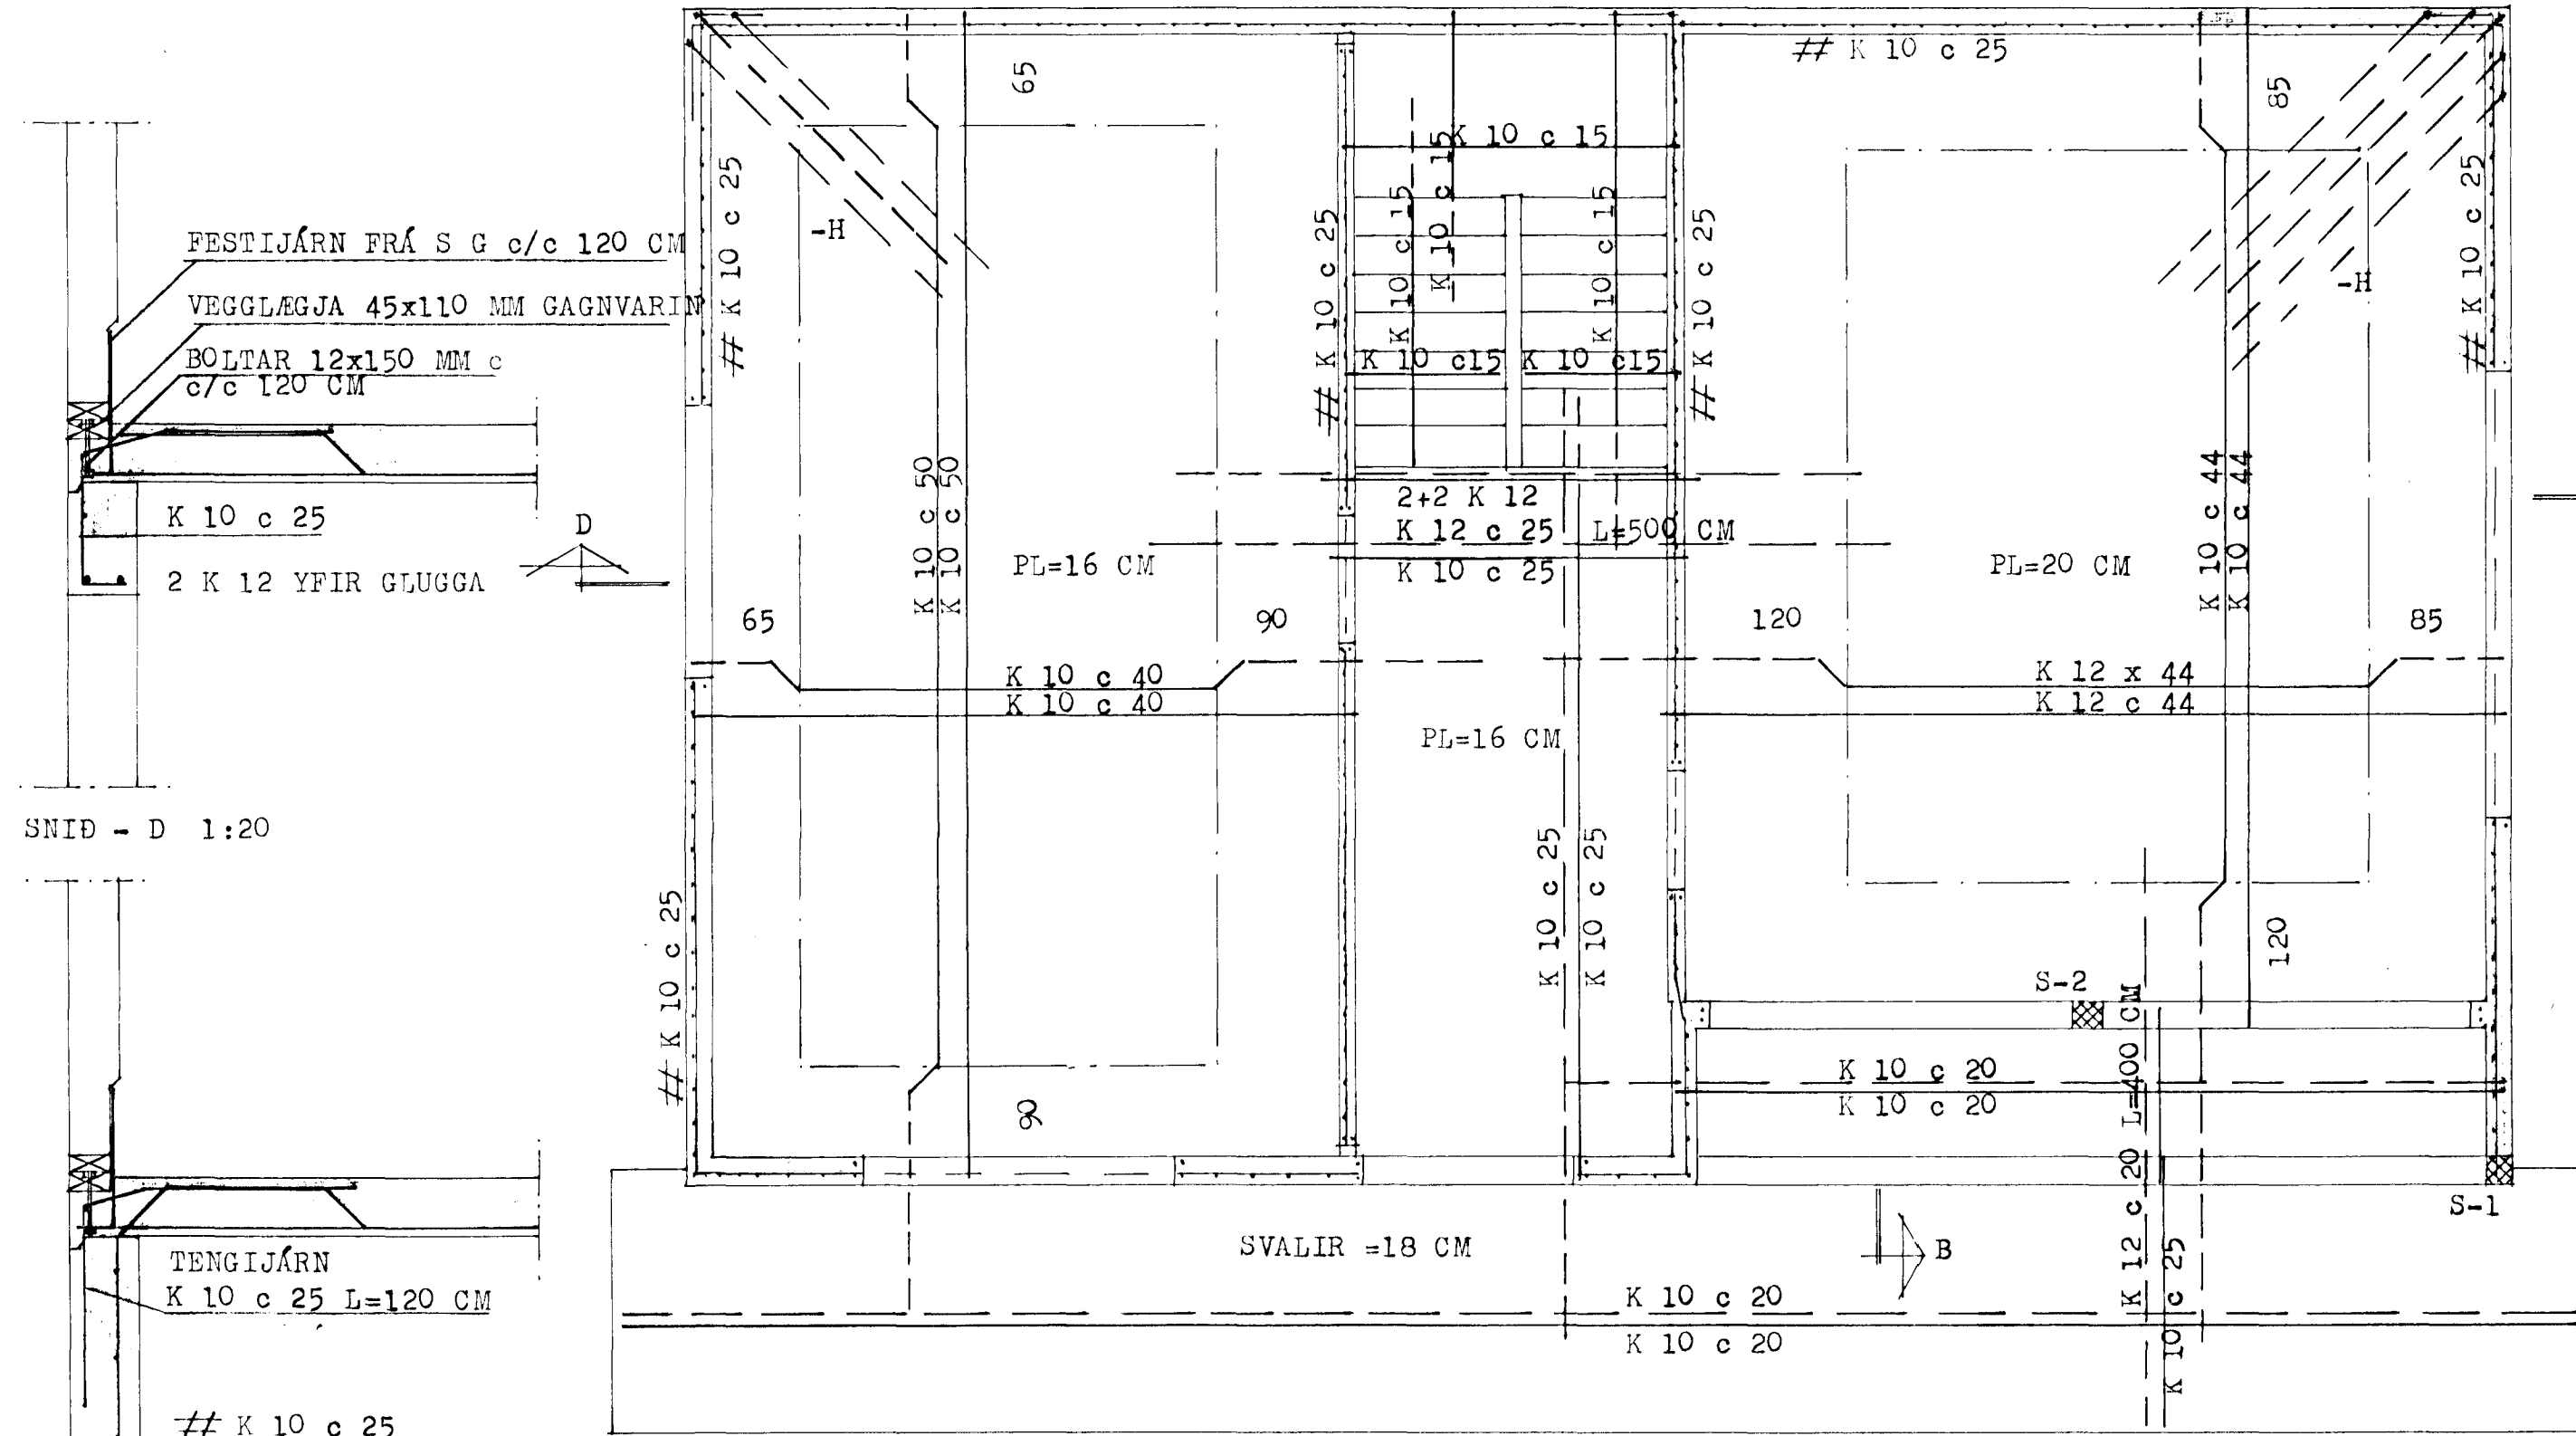 FESTIJÁRN FRÁ S G c/c 120 CM
VEGGLÆGJA 45x110 MM GAGNVARIN
BOLTAR 12x150 MM c
c/c 120 CM
K 10 c 25
2 K 12 YFIR GLUGGA
D
SNIÐ - D 1:20
TENGIJÁRN
K 10 c 25 L=120 CM
# K 10 c 25
# K 10 c 25
65
-H
K 10 c 50
K 10 c 50
PL=16 CM
65
90
K 10 c 40
K 10 c 40
# K 10 c 25
90
K 10 c 15
K 10 c 15
K 10 c 15
K 10 c 15
# K 10 c 25
# K 10 c 25
K 10 c15
K 10 c15
2+2 K 12
K 12 c 25 L=500 CM
K 10 c 25
PL=16 CM
K 10 c 25
K 10 c 25
# K 10 c 25
85
# K 10 c 25
-H
K 10 c 44
K 10 c 44
PL=20 CM
120
85
K 12 x 44
K 12 c 44
120
S-2
K 10 c 20
K 10 c 20
K 12 c 20 L=400 CM
K 10 c 25
S-1
SVALIR =18 CM
B
K 10 c 20
K 10 c 20